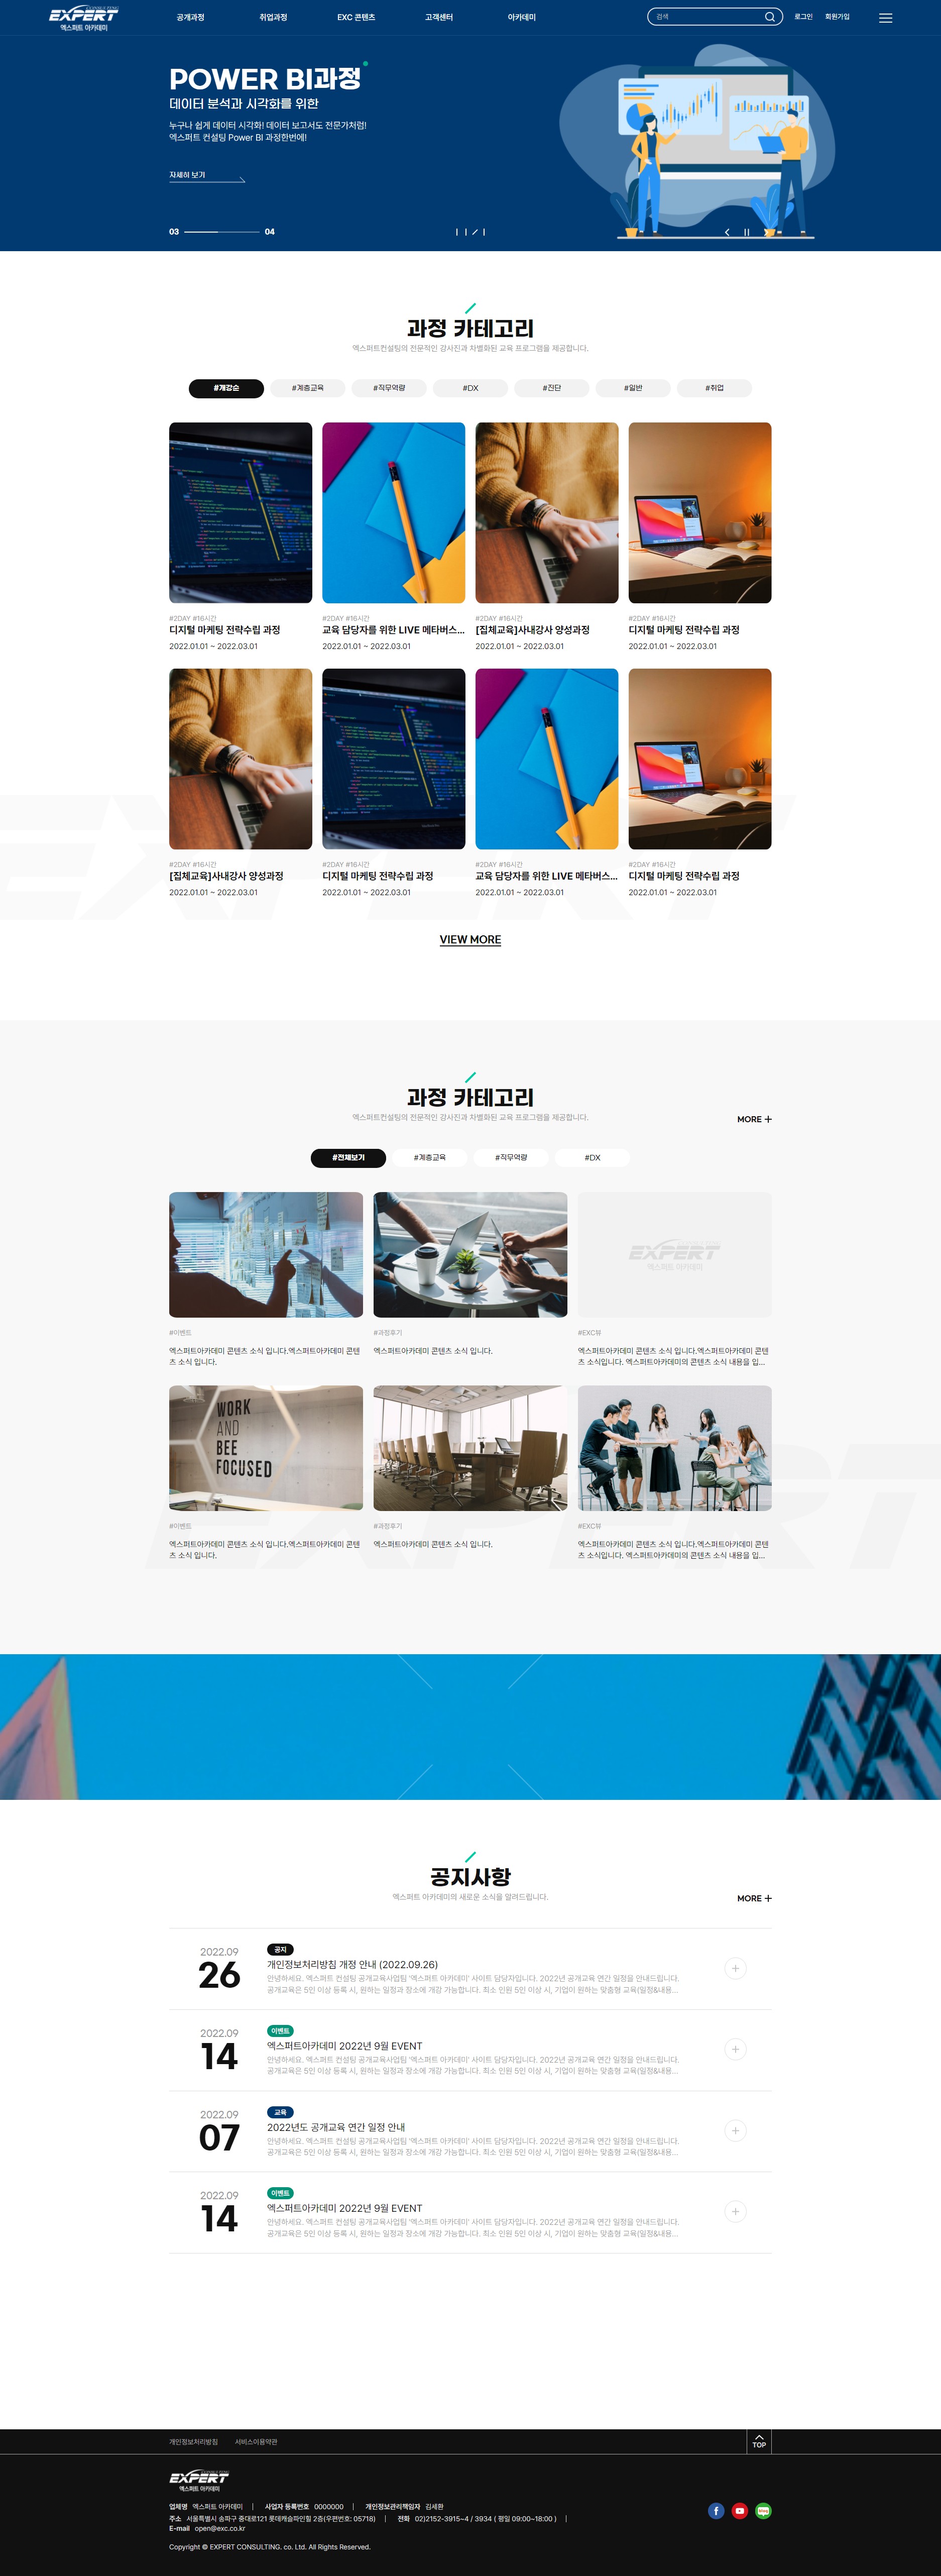 EXPERT
엑스퍼트 아카데미
공개과정
취업과정
EXC 콘텐츠
고객센터
아카데미
검색
로그인
회원가입
POWER BI과정
데이터 분석과 시각화를 위한
누구나 쉽게 데이터 시각화! 데이터 보고서도 전문가처럼!
엑스퍼트 컨설팅 Power BI 과정한번에!
자세히 보기
03
04
과정 카테고리
엑스퍼트컨설팅의 전문적인 강사진과 차별화된 교육 프로그램을 제공합니다.
#개강순
#계층교육
#직무역량
#DX
#진단
#일반
#취업
#2DAY #16시간
디지털 마케팅 전략수립 과정
2022.01.01 ~ 2022.03.01
#2DAY #16시간
교육 담당자를 위한 LIVE 메타버스...
2022.01.01 ~ 2022.03.01
#2DAY #16시간
[집체교육]사내강사 양성과정
2022.01.01 ~ 2022.03.01
#2DAY #16시간
디지털 마케팅 전략수립 과정
2022.01.01 ~ 2022.03.01
EXPERT
#2DAY #16시간
[집체교육]사내강사 양성과정
2022.01.01 ~ 2022.03.01
#2DAY #16시간
디지털 마케팅 전략수립 과정
2022.01.01 ~ 2022.03.01
#2DAY #16시간
교육 담당자를 위한 LIVE 메타버스...
2022.01.01 ~ 2022.03.01
#2DAY #16시간
디지털 마케팅 전략수립 과정
2022.01.01 ~ 2022.03.01
VIEW MORE
과정 카테고리
엑스퍼트컨설팅의 전문적인 강사진과 차별화된 교육 프로그램을 제공합니다.
MORE
#전체보기
#계층교육
#직무역량
#DX
EXPERT
엑스퍼트 아카데미
#이벤트
엑스퍼트아카데미 콘텐츠 소식 입니다.엑스퍼트아카데미 콘텐
츠 소식 입니다.
#과정후기
엑스퍼트아카데미 콘텐츠 소식 입니다.
#EXC뷰
엑스퍼트아카데미 콘텐츠 소식 입니다.엑스퍼트아카데미 콘텐
츠 소식입니다. 엑스퍼트아카데미의 콘텐츠 소식 내용을 입...
WORK
AND
BEE
FOCUSED
EXPERT
#이벤트
엑스퍼트아카데미 콘텐츠 소식 입니다.엑스퍼트아카데미 콘텐
츠 소식 입니다.
#과정후기
엑스퍼트아카데미 콘텐츠 소식 입니다.
#EXC뷰
엑스퍼트아카데미 콘텐츠 소식 입니다.엑스퍼트아카데미 콘텐
츠 소식입니다. 엑스퍼트아카데미의 콘텐츠 소식 내용을 입...
공지사항
엑스퍼트 아카데미의 새로운 소식을 알려드립니다.
MORE
2022.09
26
공지
개인정보처리방침 개정 안내 (2022.09.26)
안녕하세요. 엑스퍼트 컨설팅 공개교육사업팀 '엑스퍼트 아카데미' 사이트 담당자입니다. 2022년 공개교육 연간 일정을 안내드립니다.
공개교육은 5인 이상 등록 시, 원하는 일정과 장소에 개강 가능합니다. 최소 인원 5인 이상 시, 기업이 원하는 맞춤형 교육(일정&내용...
2022.09
14
이벤트
엑스퍼트아카데미 2022년 9월 EVENT
안녕하세요. 엑스퍼트 컨설팅 공개교육사업팀 '엑스퍼트 아카데미' 사이트 담당자입니다. 2022년 공개교육 연간 일정을 안내드립니다.
공개교육은 5인 이상 등록 시, 원하는 일정과 장소에 개강 가능합니다. 최소 인원 5인 이상 시, 기업이 원하는 맞춤형 교육(일정&내용...
2022.09
07
교육
2022년도 공개교육 연간 일정 안내
안녕하세요. 엑스퍼트 컨설팅 공개교육사업팀 '엑스퍼트 아카데미' 사이트 담당자입니다. 2022년 공개교육 연간 일정을 안내드립니다.
공개교육은 5인 이상 등록 시, 원하는 일정과 장소에 개강 가능합니다. 최소 인원 5인 이상 시, 기업이 원하는 맞춤형 교육(일정&내용...
2022.09
14
이벤트
엑스퍼트아카데미 2022년 9월 EVENT
안녕하세요. 엑스퍼트 컨설팅 공개교육사업팀 '엑스퍼트 아카데미' 사이트 담당자입니다. 2022년 공개교육 연간 일정을 안내드립니다.
공개교육은 5인 이상 등록 시, 원하는 일정과 장소에 개강 가능합니다. 최소 인원 5인 이상 시, 기업이 원하는 맞춤형 교육(일정&내용...
개인정보처리방침
서비스이용약관
TOP
EXPERT
엑스퍼트 아카데미
업체명 엑스퍼트 아카데미 | 사업자 등록번호 0000000 | 개인정보관리책임자 김세환
주소 서울특별시 송파구 중대로121 롯데캐슬파인힐 2층(우편번호: 05718) | 전화 02)2152-3915~4 / 3934 ( 평일 09:00~18:00 ) |
E-mail open@exc.co.kr
Copyright © EXPERT CONSULTING. co. Ltd. All Rights Reserved.